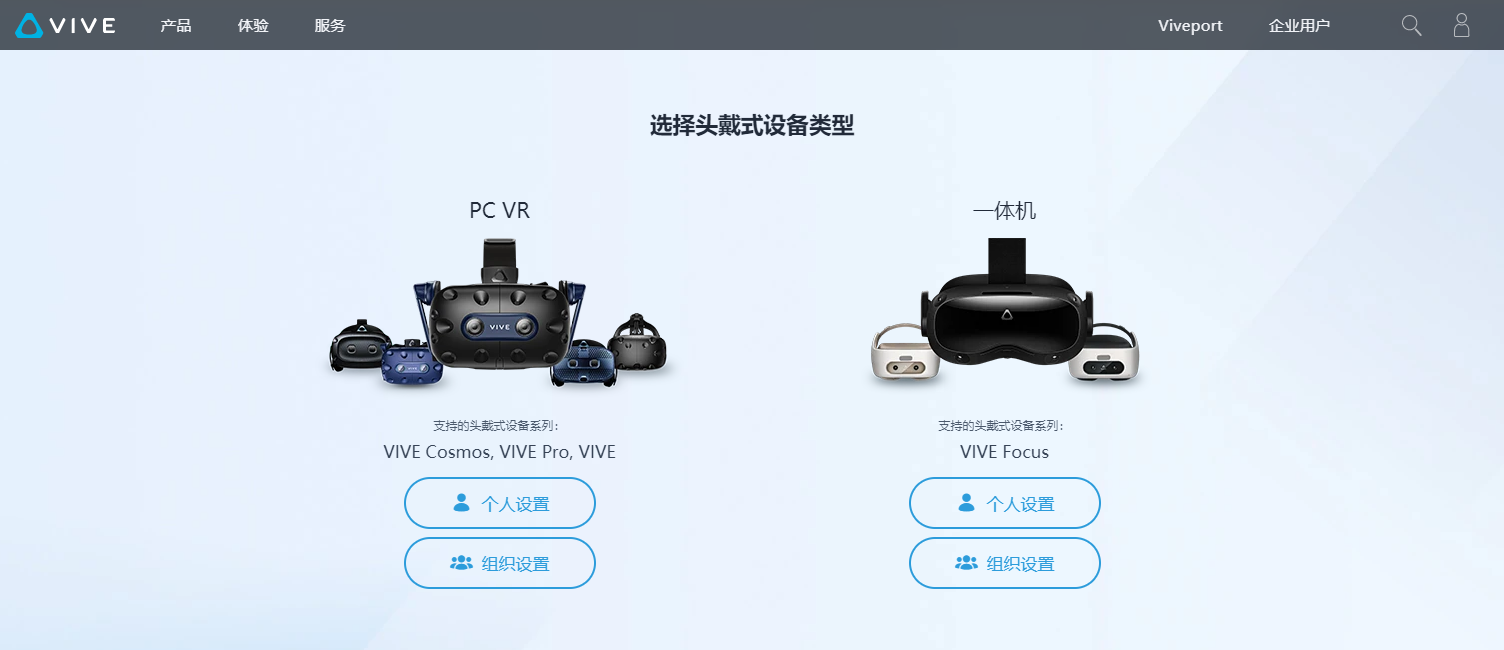 VIVE 产品 体验 服务 Viveport 企业用户
选择头戴式设备类型
PC VR
VIVE
支持的头戴式设备系列：
VIVE Cosmos, VIVE Pro, VIVE
个人设置
组织设置
一体机
支持的头戴式设备系列：
VIVE Focus
个人设置
组织设置